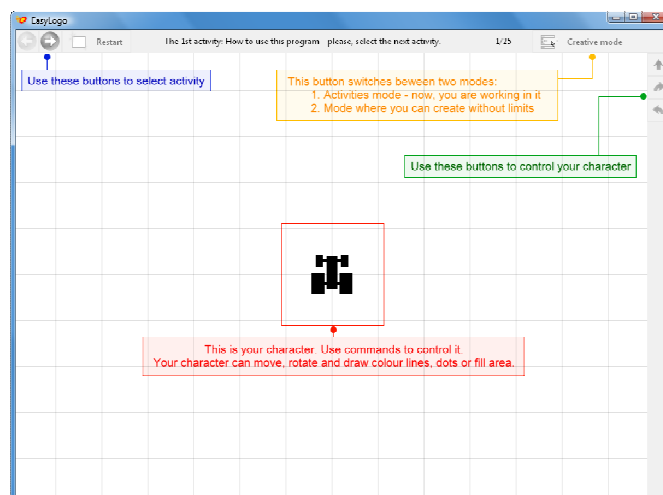 EasyLogo
Restart
The 1st activity: How to use this program - please, select the next activity.
1/25
Creative mode
Use these buttons to select activity
This button switches beween two modes:
1. Activities mode - now, you are working in it
2. Mode where you can create without limits
Use these buttons to control your character
This is your character. Use commands to control it.
Your character can move, rotate and draw colour lines, dots or fill area.